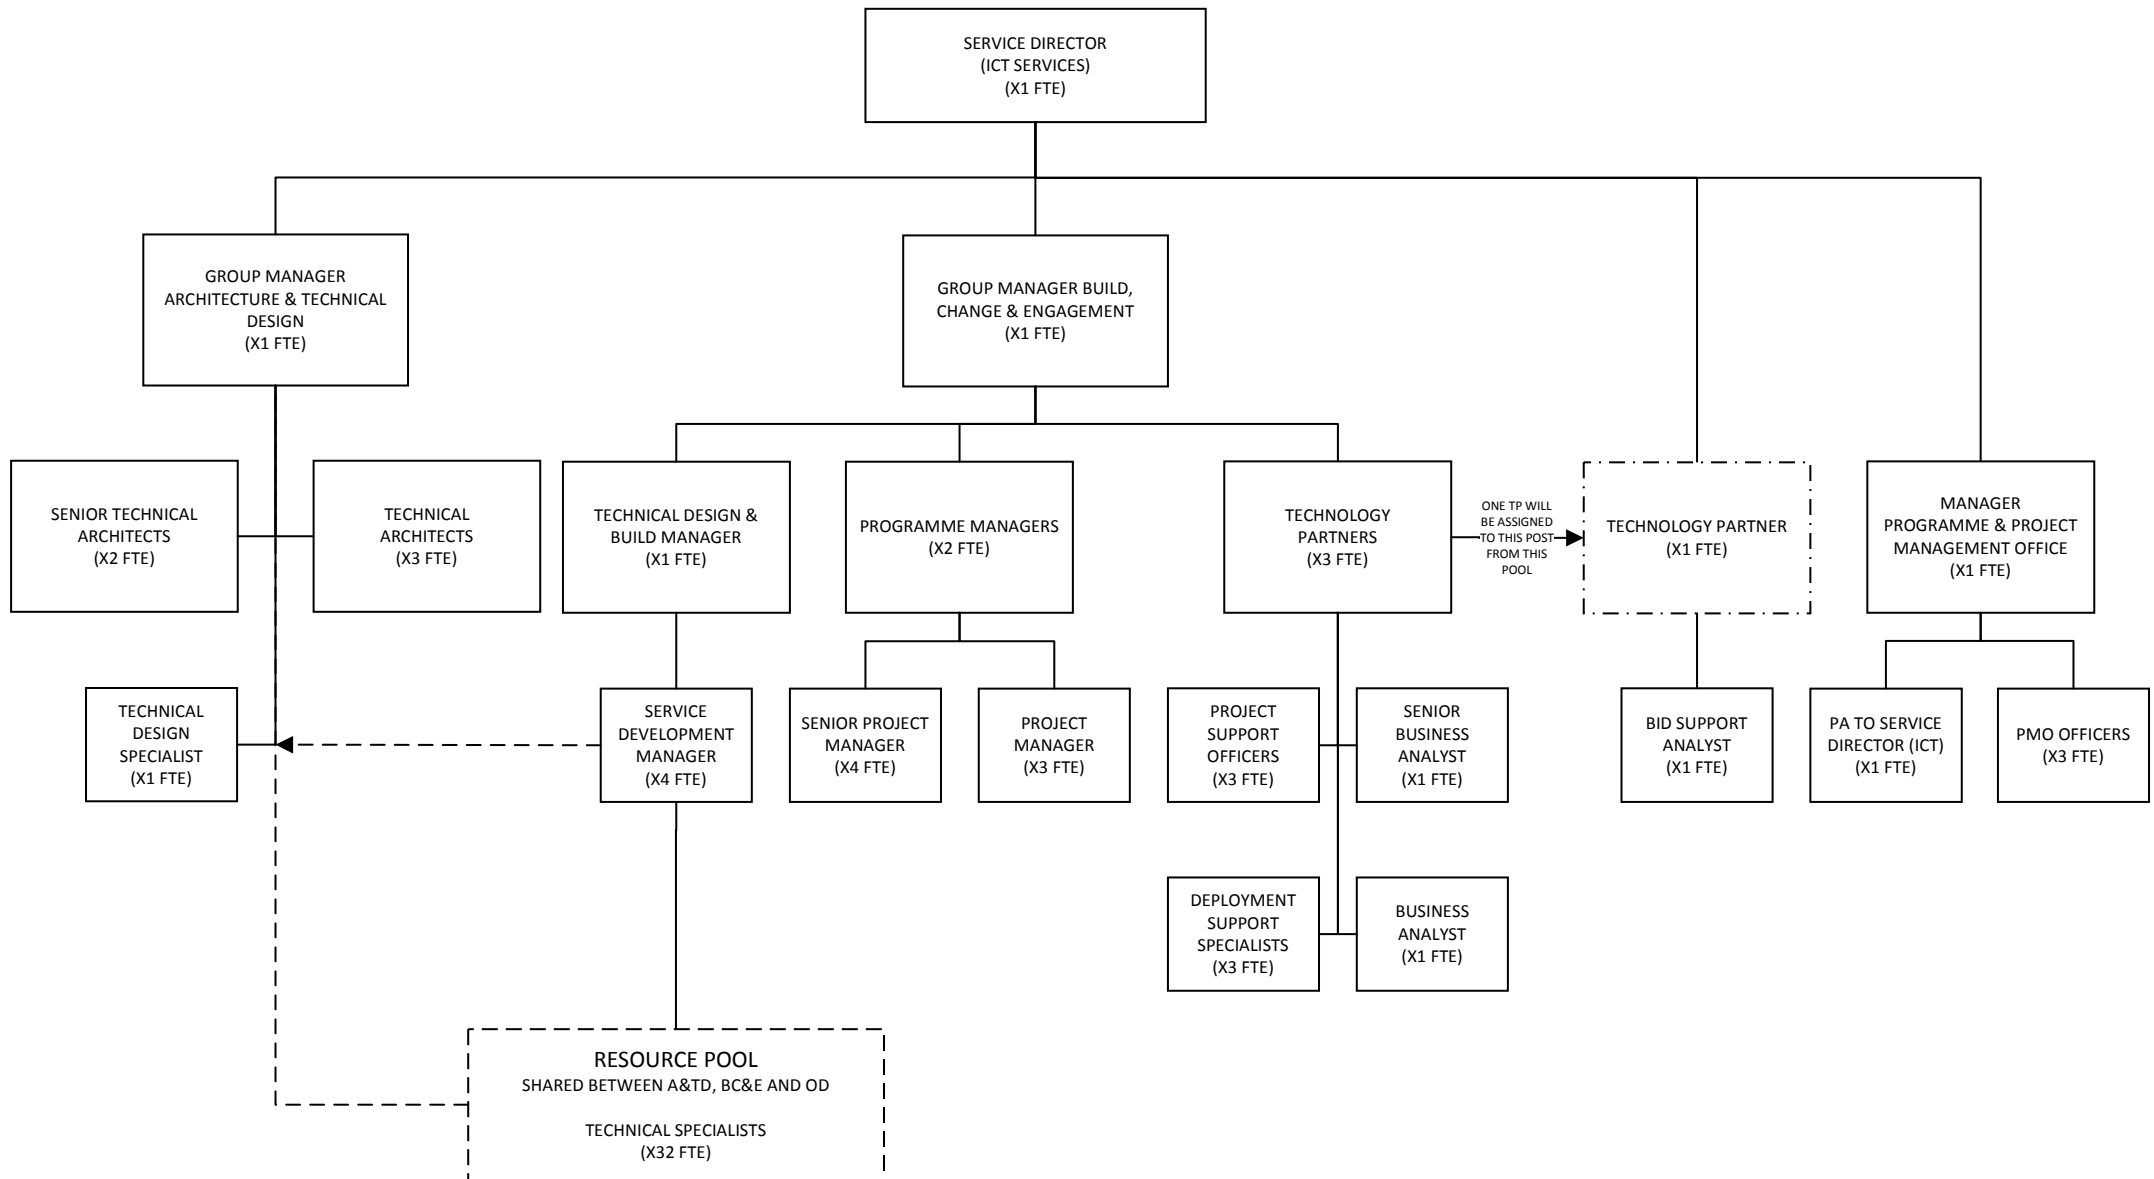 SERVICE DIRECTOR
(ICT SERVICES)
(X1 FTE)
GROUP MANAGER
ARCHITECTURE & TECHNICAL
DESIGN
(X1 FTE)
GROUP MANAGER BUILD,
CHANGE & ENGAGEMENT
(X1 FTE)
SENIOR TECHNICAL
ARCHITECTS
(X2 FTE)
TECHNICAL
ARCHITECTS
(X3 FTE)
TECHNICAL DESIGN &
BUILD MANAGER
(X1 FTE)
PROGRAMME MANAGERS
(X2 FTE)
TECHNOLOGY
PARTNERS
(X3 FTE)
ONE TP WILL
BE ASSIGNED
TO THIS POST
FROM THIS
POOL
TECHNOLOGY PARTNER
(X1 FTE)
MANAGER
PROGRAMME & PROJECT
MANAGEMENT OFFICE
(X1 FTE)
TECHNICAL
DESIGN
SPECIALIST
(X1 FTE)
SERVICE
DEVELOPMENT
MANAGER
(X4 FTE)
SENIOR PROJECT
MANAGER
(X4 FTE)
PROJECT
MANAGER
(X3 FTE)
PROJECT
SUPPORT
OFFICERS
(X3 FTE)
SENIOR
BUSINESS
ANALYST
(X1 FTE)
BID SUPPORT
ANALYST
(X1 FTE)
PA TO SERVICE
DIRECTOR (ICT)
(X1 FTE)
PMO OFFICERS
(X3 FTE)
DEPLOYMENT
SUPPORT
SPECIALISTS
(X3 FTE)
BUSINESS
ANALYST
(X1 FTE)
RESOURCE POOL
SHARED BETWEEN A&TD, BC&E AND OD
TECHNICAL SPECIALISTS
(X32 FTE)